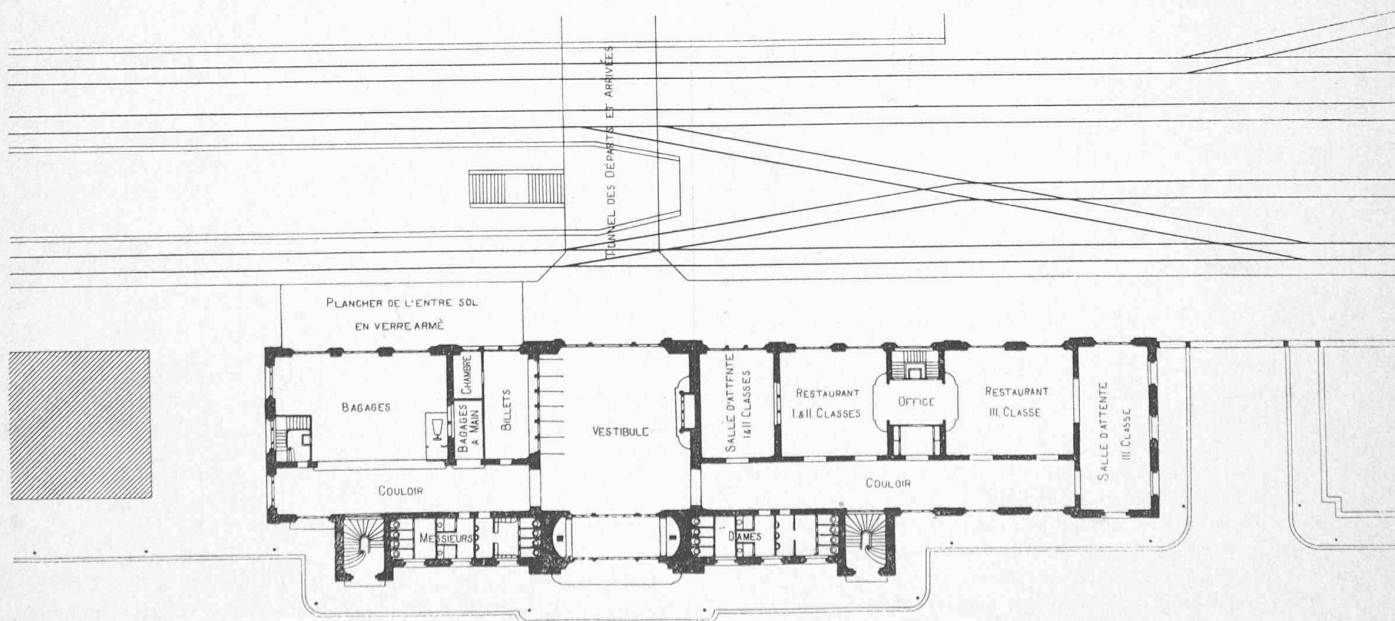 TUNNEL DES DÉPARTS ET ARRIVÉES
PLANCHER DE L'ENTRE SOL
EN VERRE ARMÉ
BAGAGES
CHAMBRE
BAGAGES
A MAIN
BILLETS
VESTIBULE
SALLE D'ATTENTE
I & II CLASSES
RESTAURANT
I. & II. CLASSES
OFFICE
RESTAURANT
III. CLASSE
SALLE D'ATTENTE
III CLASSE
COULOIR
COULOIR
MESSIEURS
DAMES